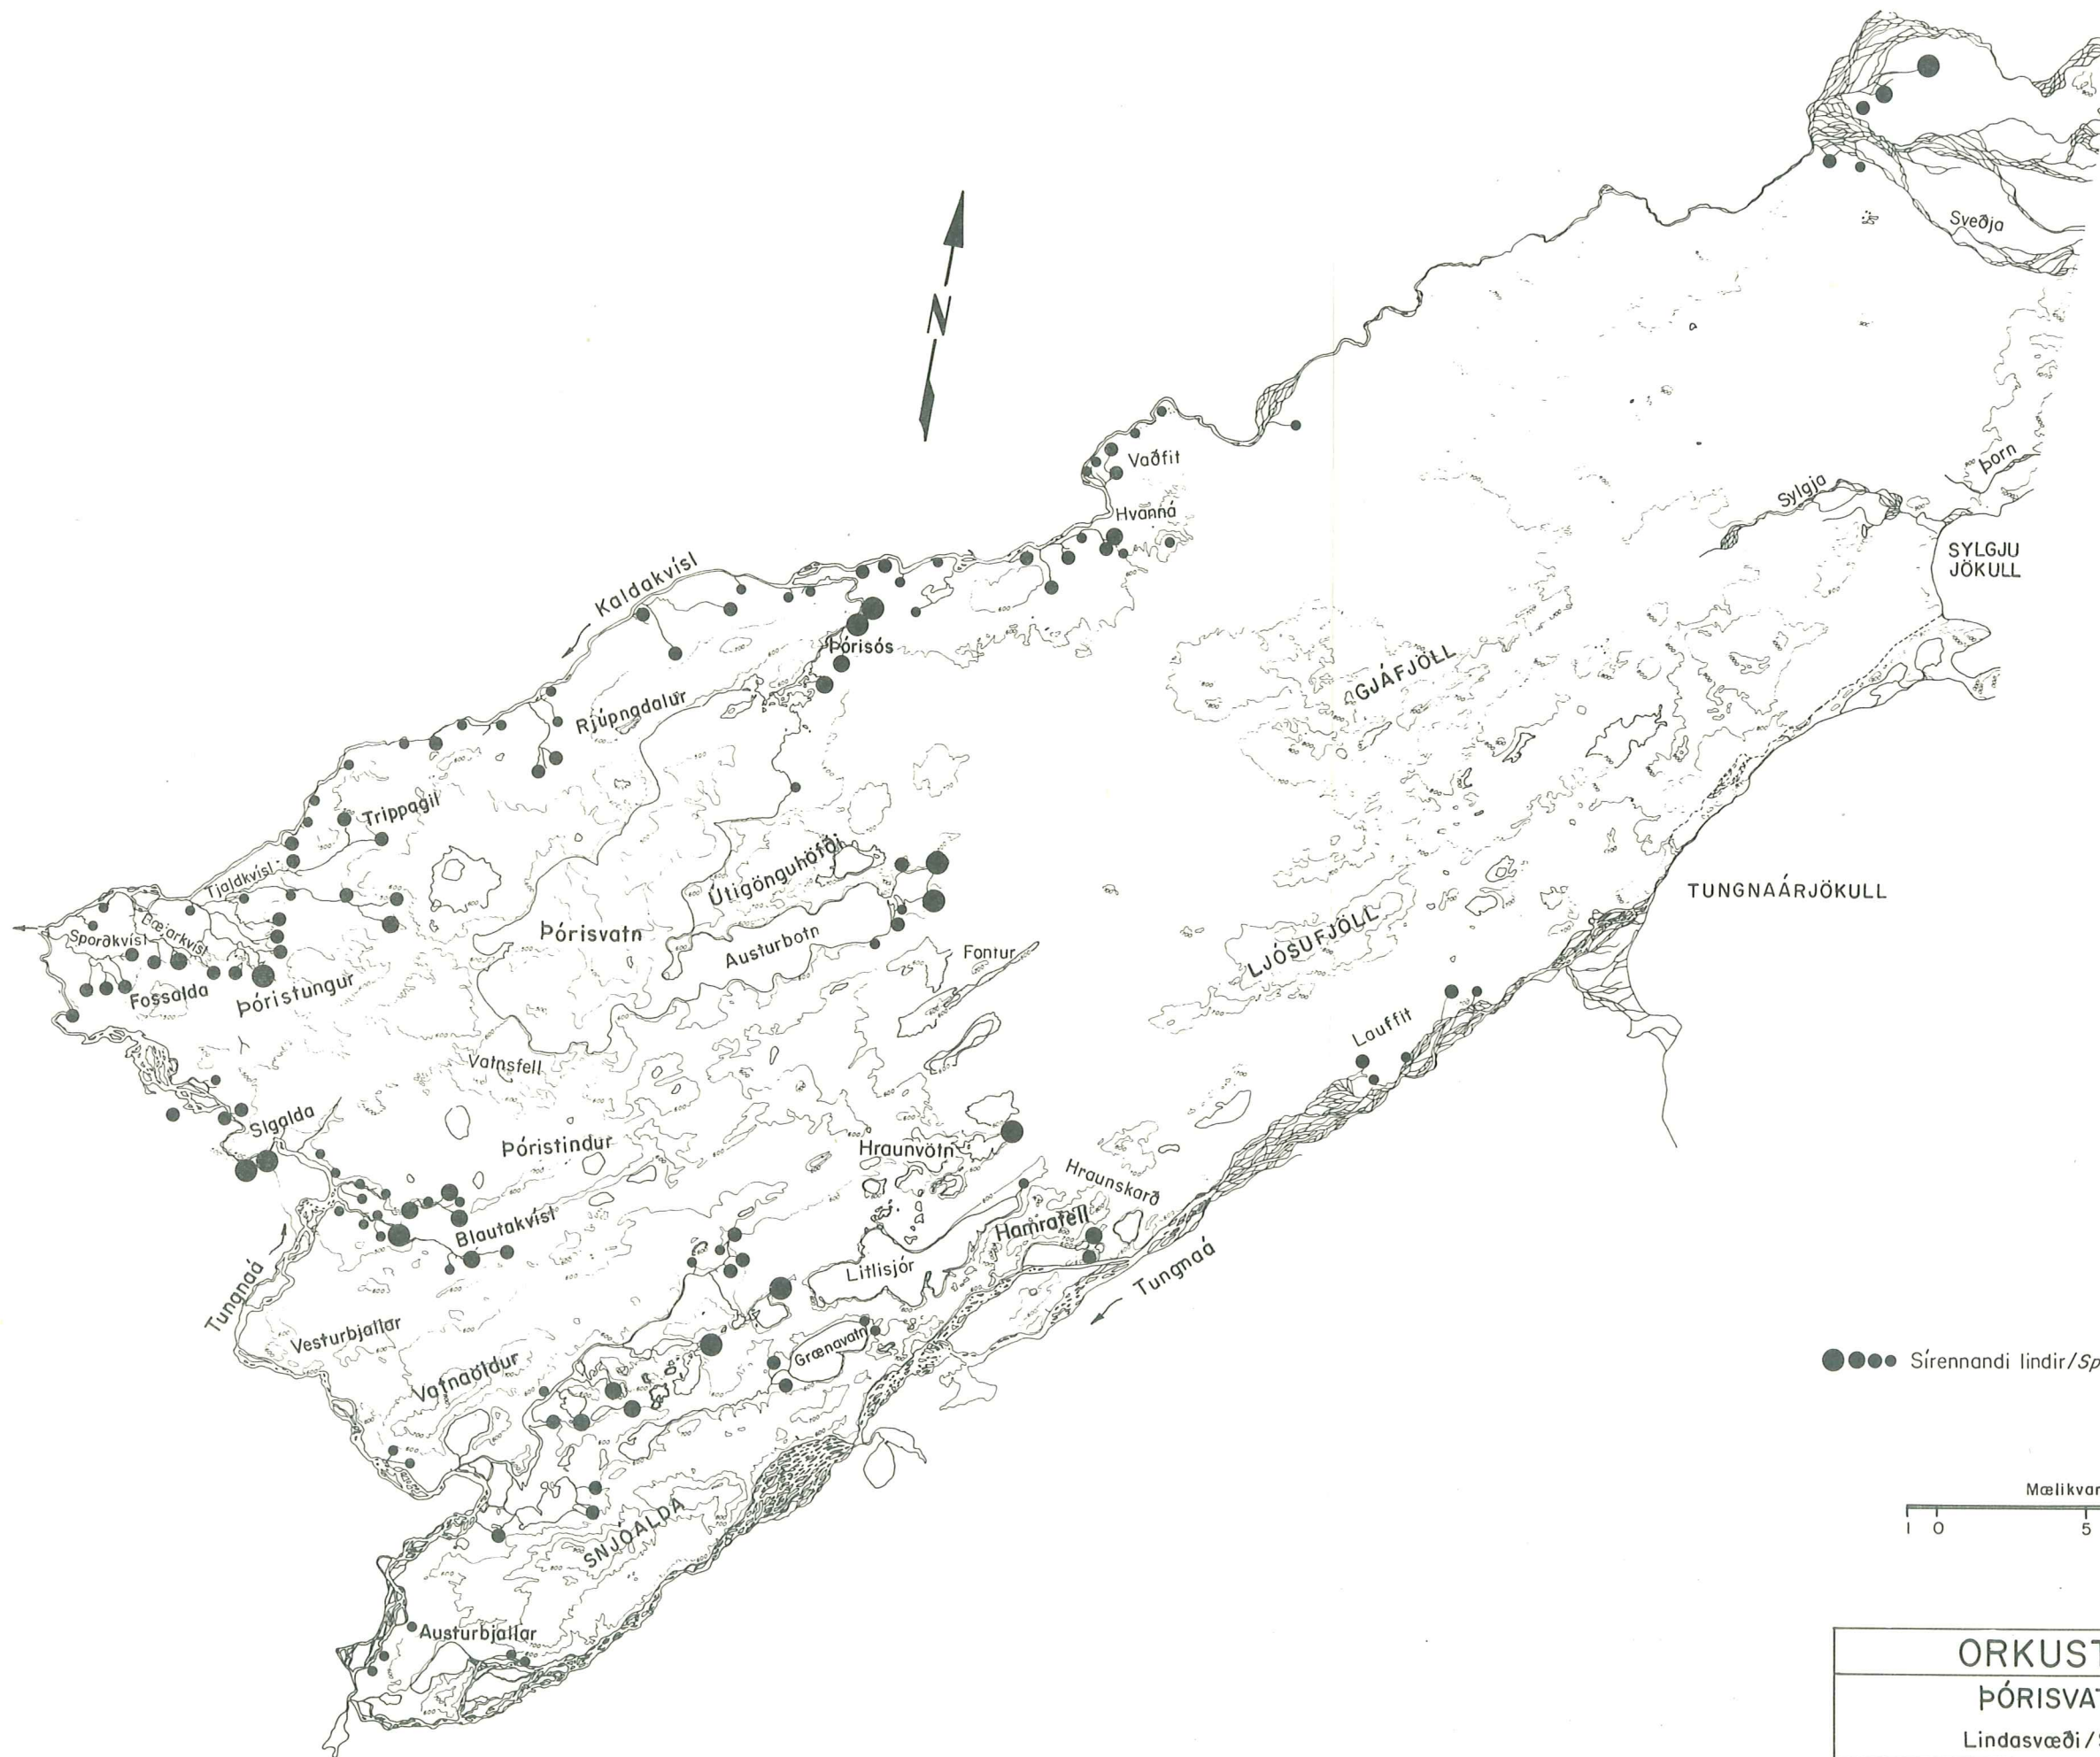 Sveðja
N
Vaðfit
Þorn
Sylgja
Hvanná
SYLGJU
JÖKULL
Kaldakvísl
Þórisós
GJÁFJÖLL
Rjúpnadalur
Trippagil
Tjaldkvísl
Útigönguhöfði
TUNGNAÁRJÖKULL
Bæjarkvísl
Sporðkvísl
Þórisvatn
Austurbotn
Fontur
LJÓSUFJÖLL
Fossalda
Þóristungur
Lauffit
Vatnsfell
Sigalda
Þóristindur
Hraunvötn
Hraunskarð
Blautakvísl
Hamrafell
Litlisjór
Tungnaá
Tungnaá
Vesturbjallar
Grænavatn
Vatnaöldur
Sírennandi lindir/Sp
SNJÓALDA
Mælikvar
1 0 5
Austurbjallar
ORKUST
ÞÓRISVA
Lindasvæði/